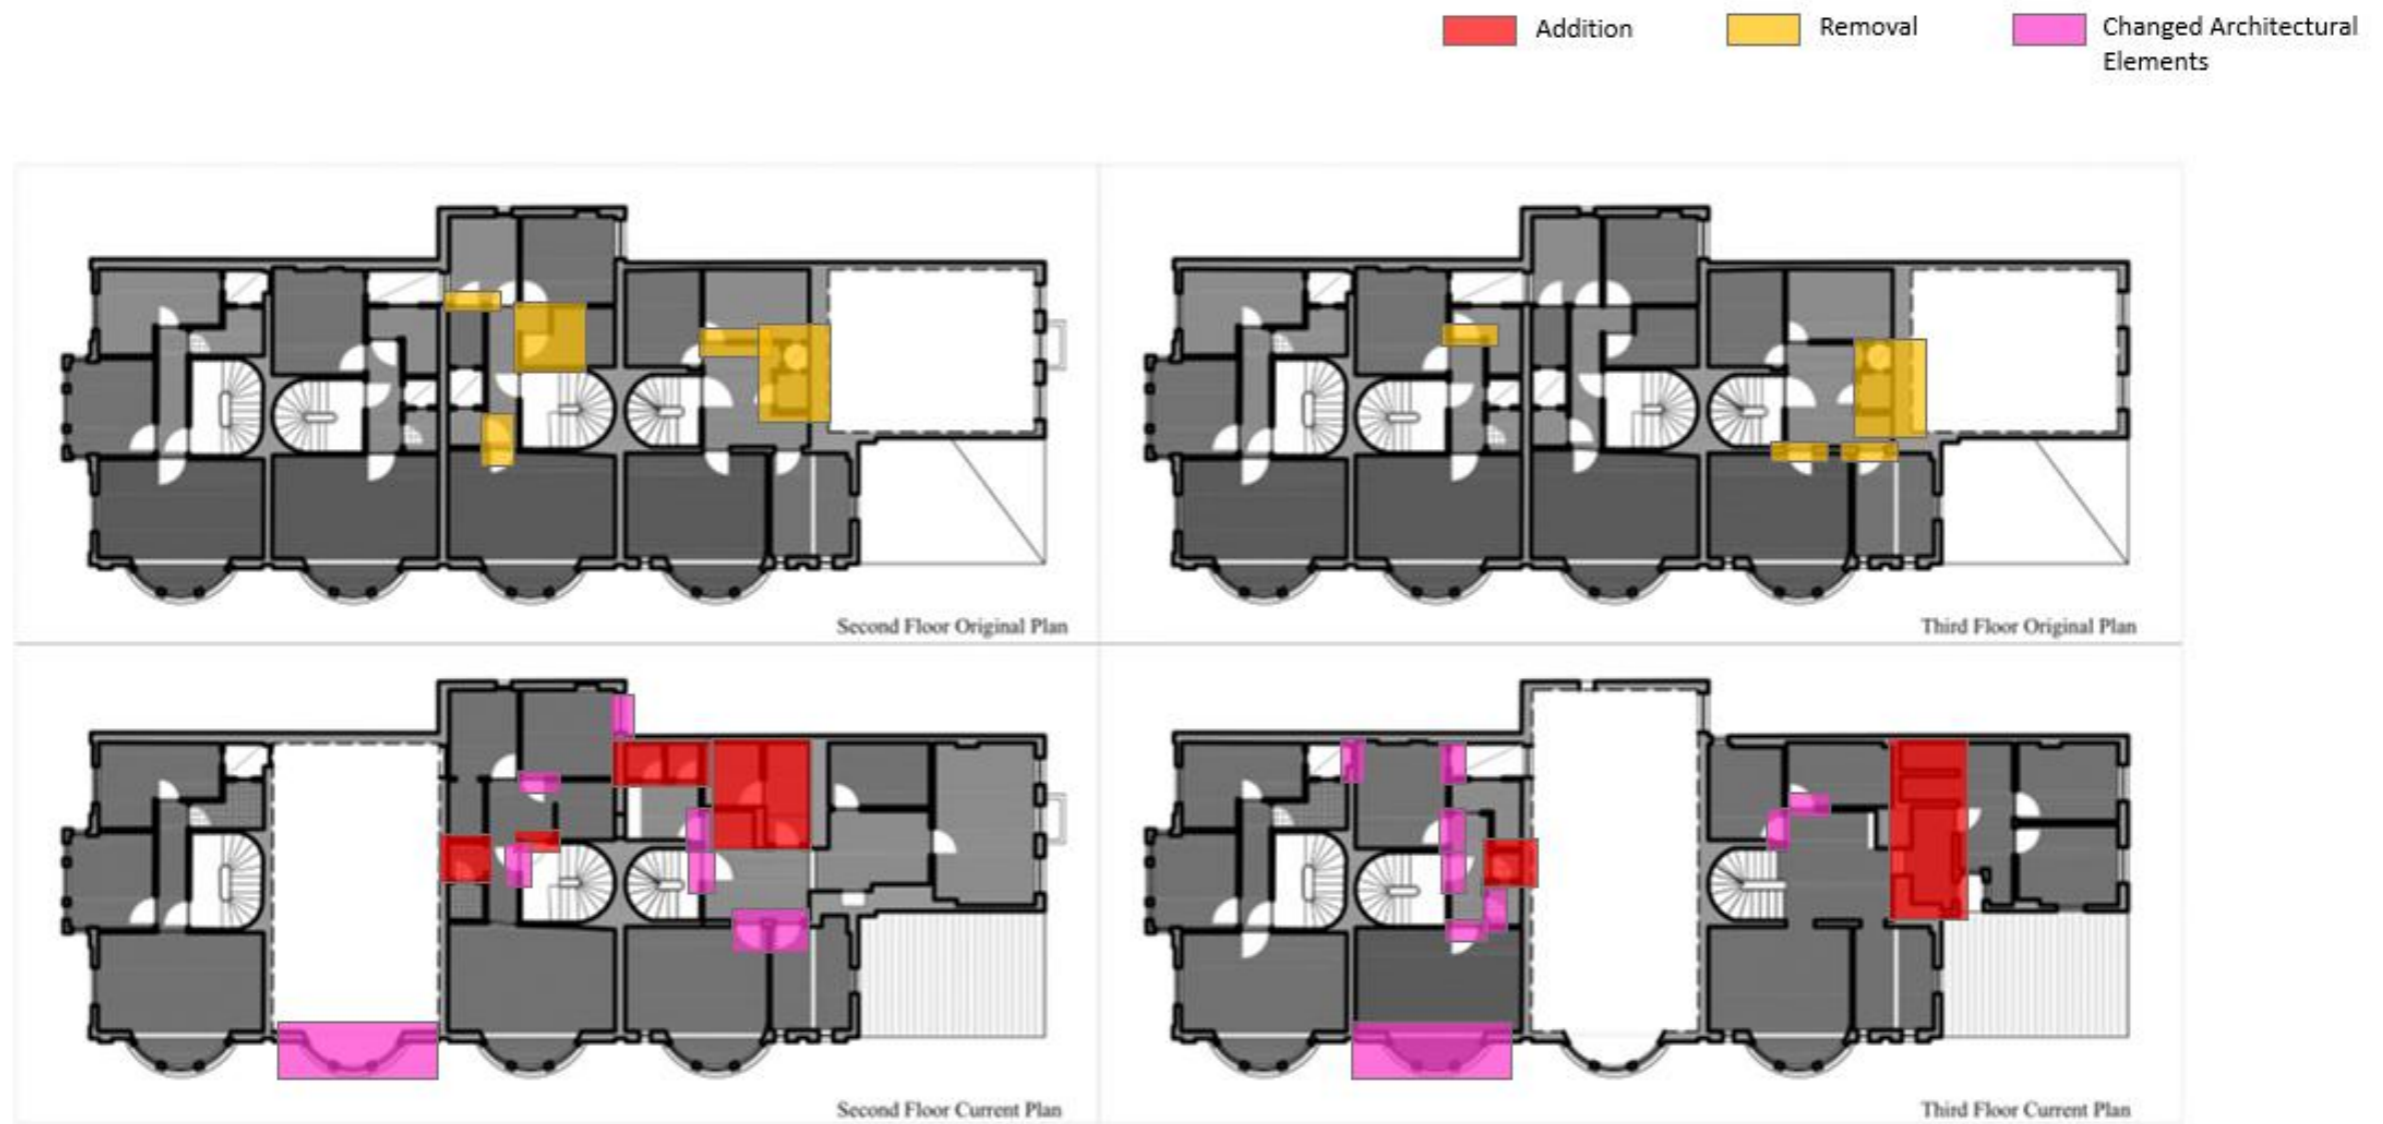 Addition
Removal
Changed Architectural
Elements
Second Floor Original Plan
Third Floor Original Plan
Second Floor Current Plan
Third Floor Current Plan